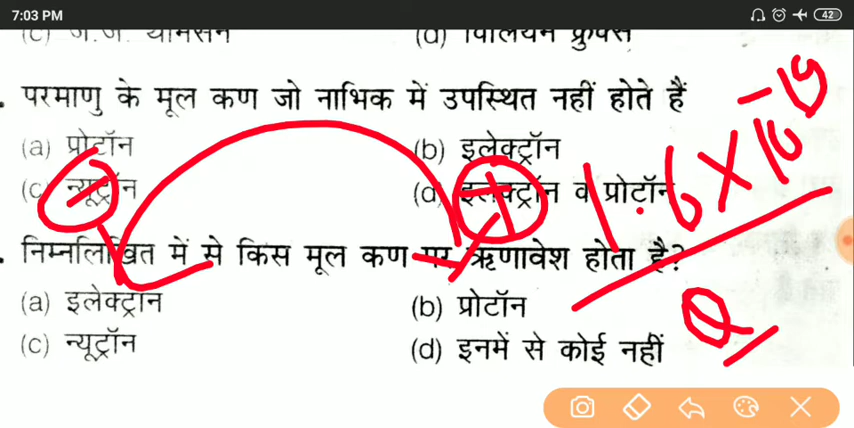 7:03 PM 42
(c) ज.ज. थॉमसन (d) विलियम क्रुक्स
. परमाणु के मूल कण जो नाभिक में उपस्थित नहीं होते हैं
(a) प्रोटॉन (b) इलेक्ट्रॉन
(c) न्यूट्रॉन (d) इलेक्ट्रॉन व प्रोटॉन
1.6 × 10⁻¹⁹
. निम्नलिखित में से किस मूल कण पर ऋणावेश होता है?
(a) इलेक्ट्रॉन (b) प्रोटॉन
(c) न्यूट्रॉन (d) इनमें से कोई नहीं